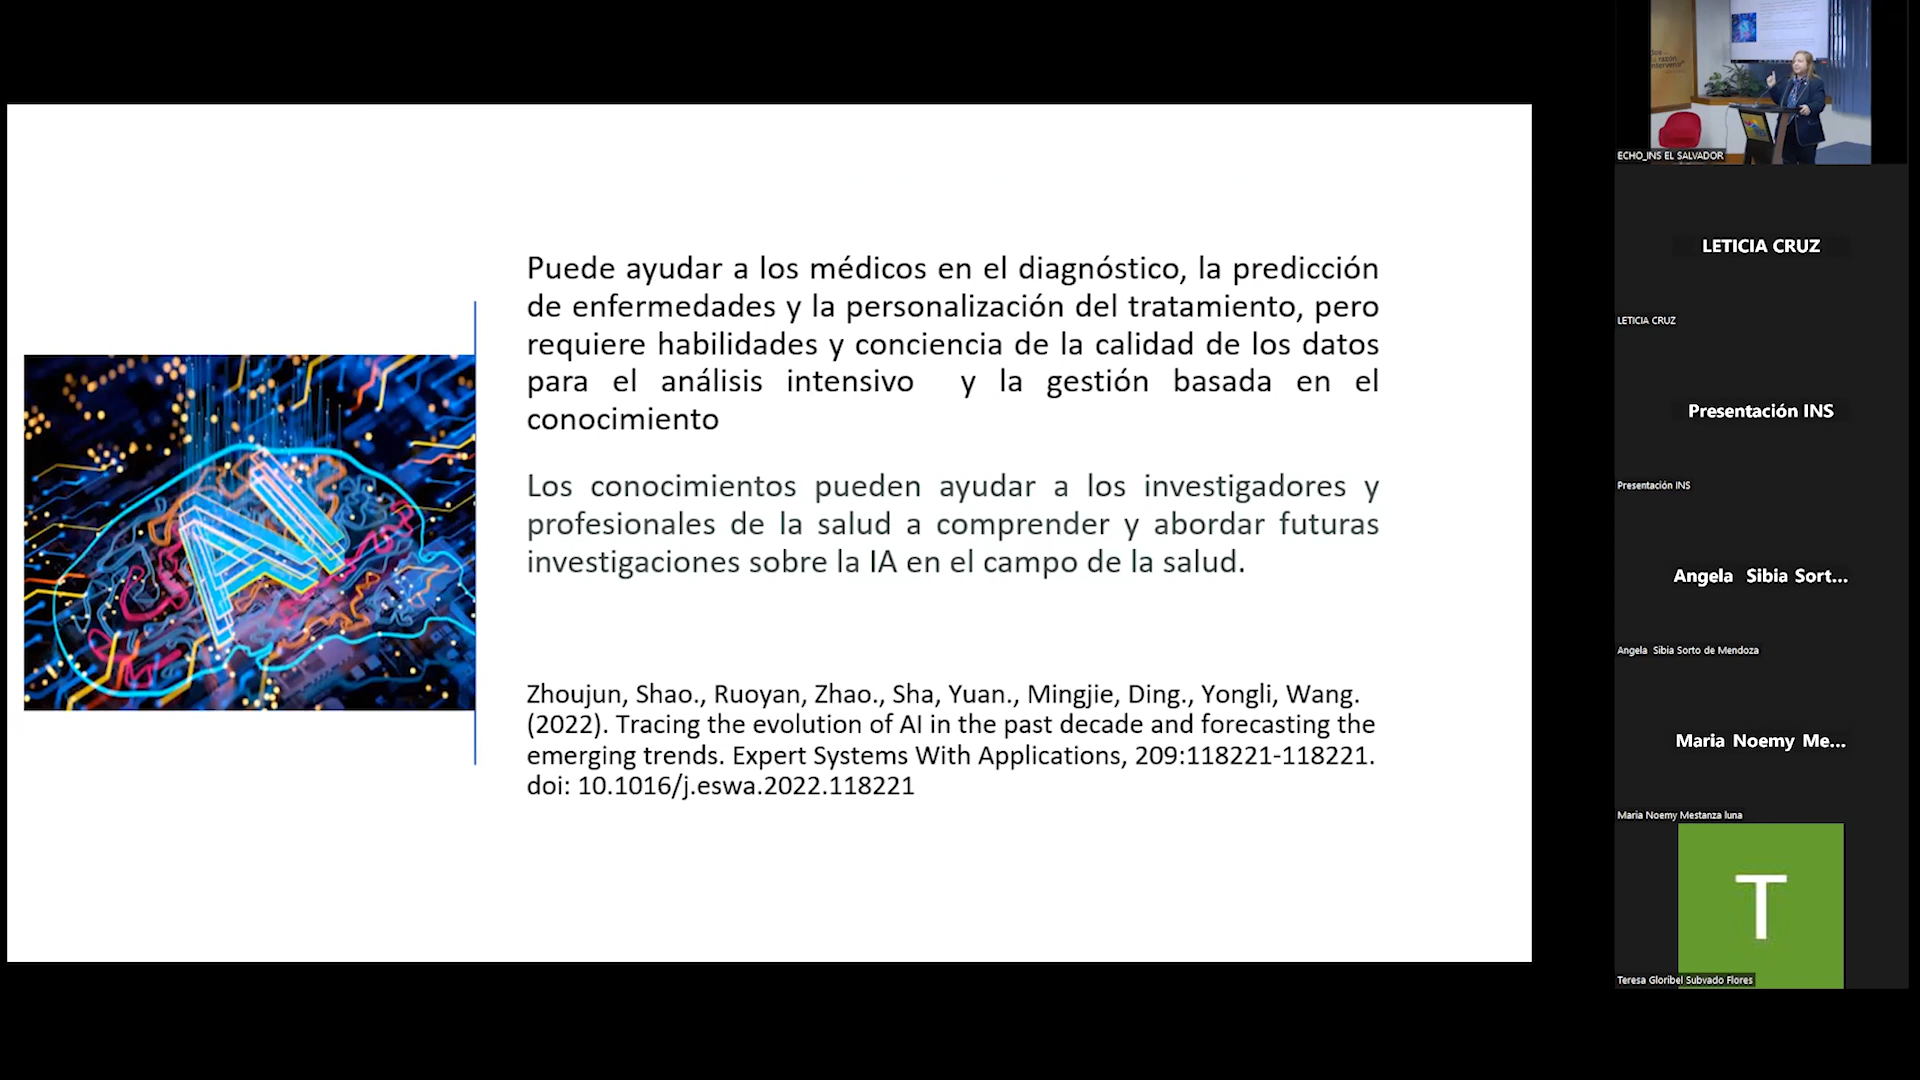 Puede ayudar a los médicos en el diagnóstico, la predicción
de enfermedades y la personalización del tratamiento, pero
requiere habilidades y conciencia de la calidad de los datos
para el análisis intensivo y la gestión basada en el
conocimiento
Los conocimientos pueden ayudar a los investigadores y
profesionales de la salud a comprender y abordar futuras
investigaciones sobre la IA en el campo de la salud.
Zhoujun, Shao., Ruoyan, Zhao., Sha, Yuan., Mingjie, Ding., Yongli, Wang.
(2022). Tracing the evolution of AI in the past decade and forecasting the
emerging trends. Expert Systems With Applications, 209:118221-118221.
doi: 10.1016/j.eswa.2022.118221
AI
razón
ECHO_INS EL SALVADOR
LETICIA CRUZ
LETICIA CRUZ
Presentación INS
Presentación INS
Angela Sibia Sort...
Angela Sibia Sorto de Mendoza
Maria Noemy Me...
Maria Noemy Mestanza luna
T
Teresa Gloribel Subvado Flores